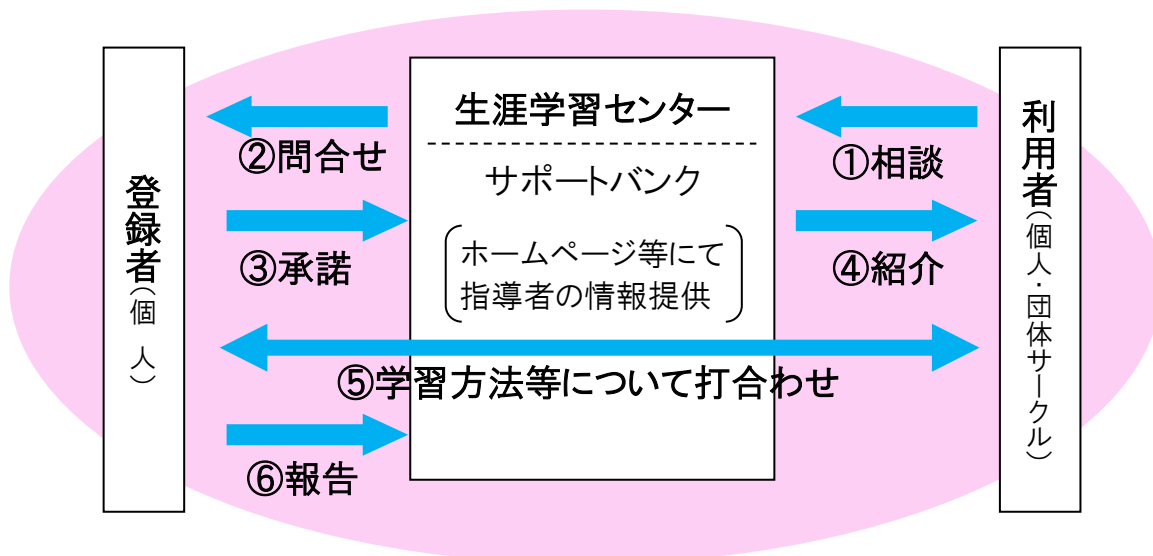 登録者（個　人）
②問合せ
③承諾
生涯学習センター
サポートバンク
ホームページ等にて
指導者の情報提供
①相談
④紹介
⑤学習方法等について打合わせ
⑥報告
利用者（個人・団体サークル）